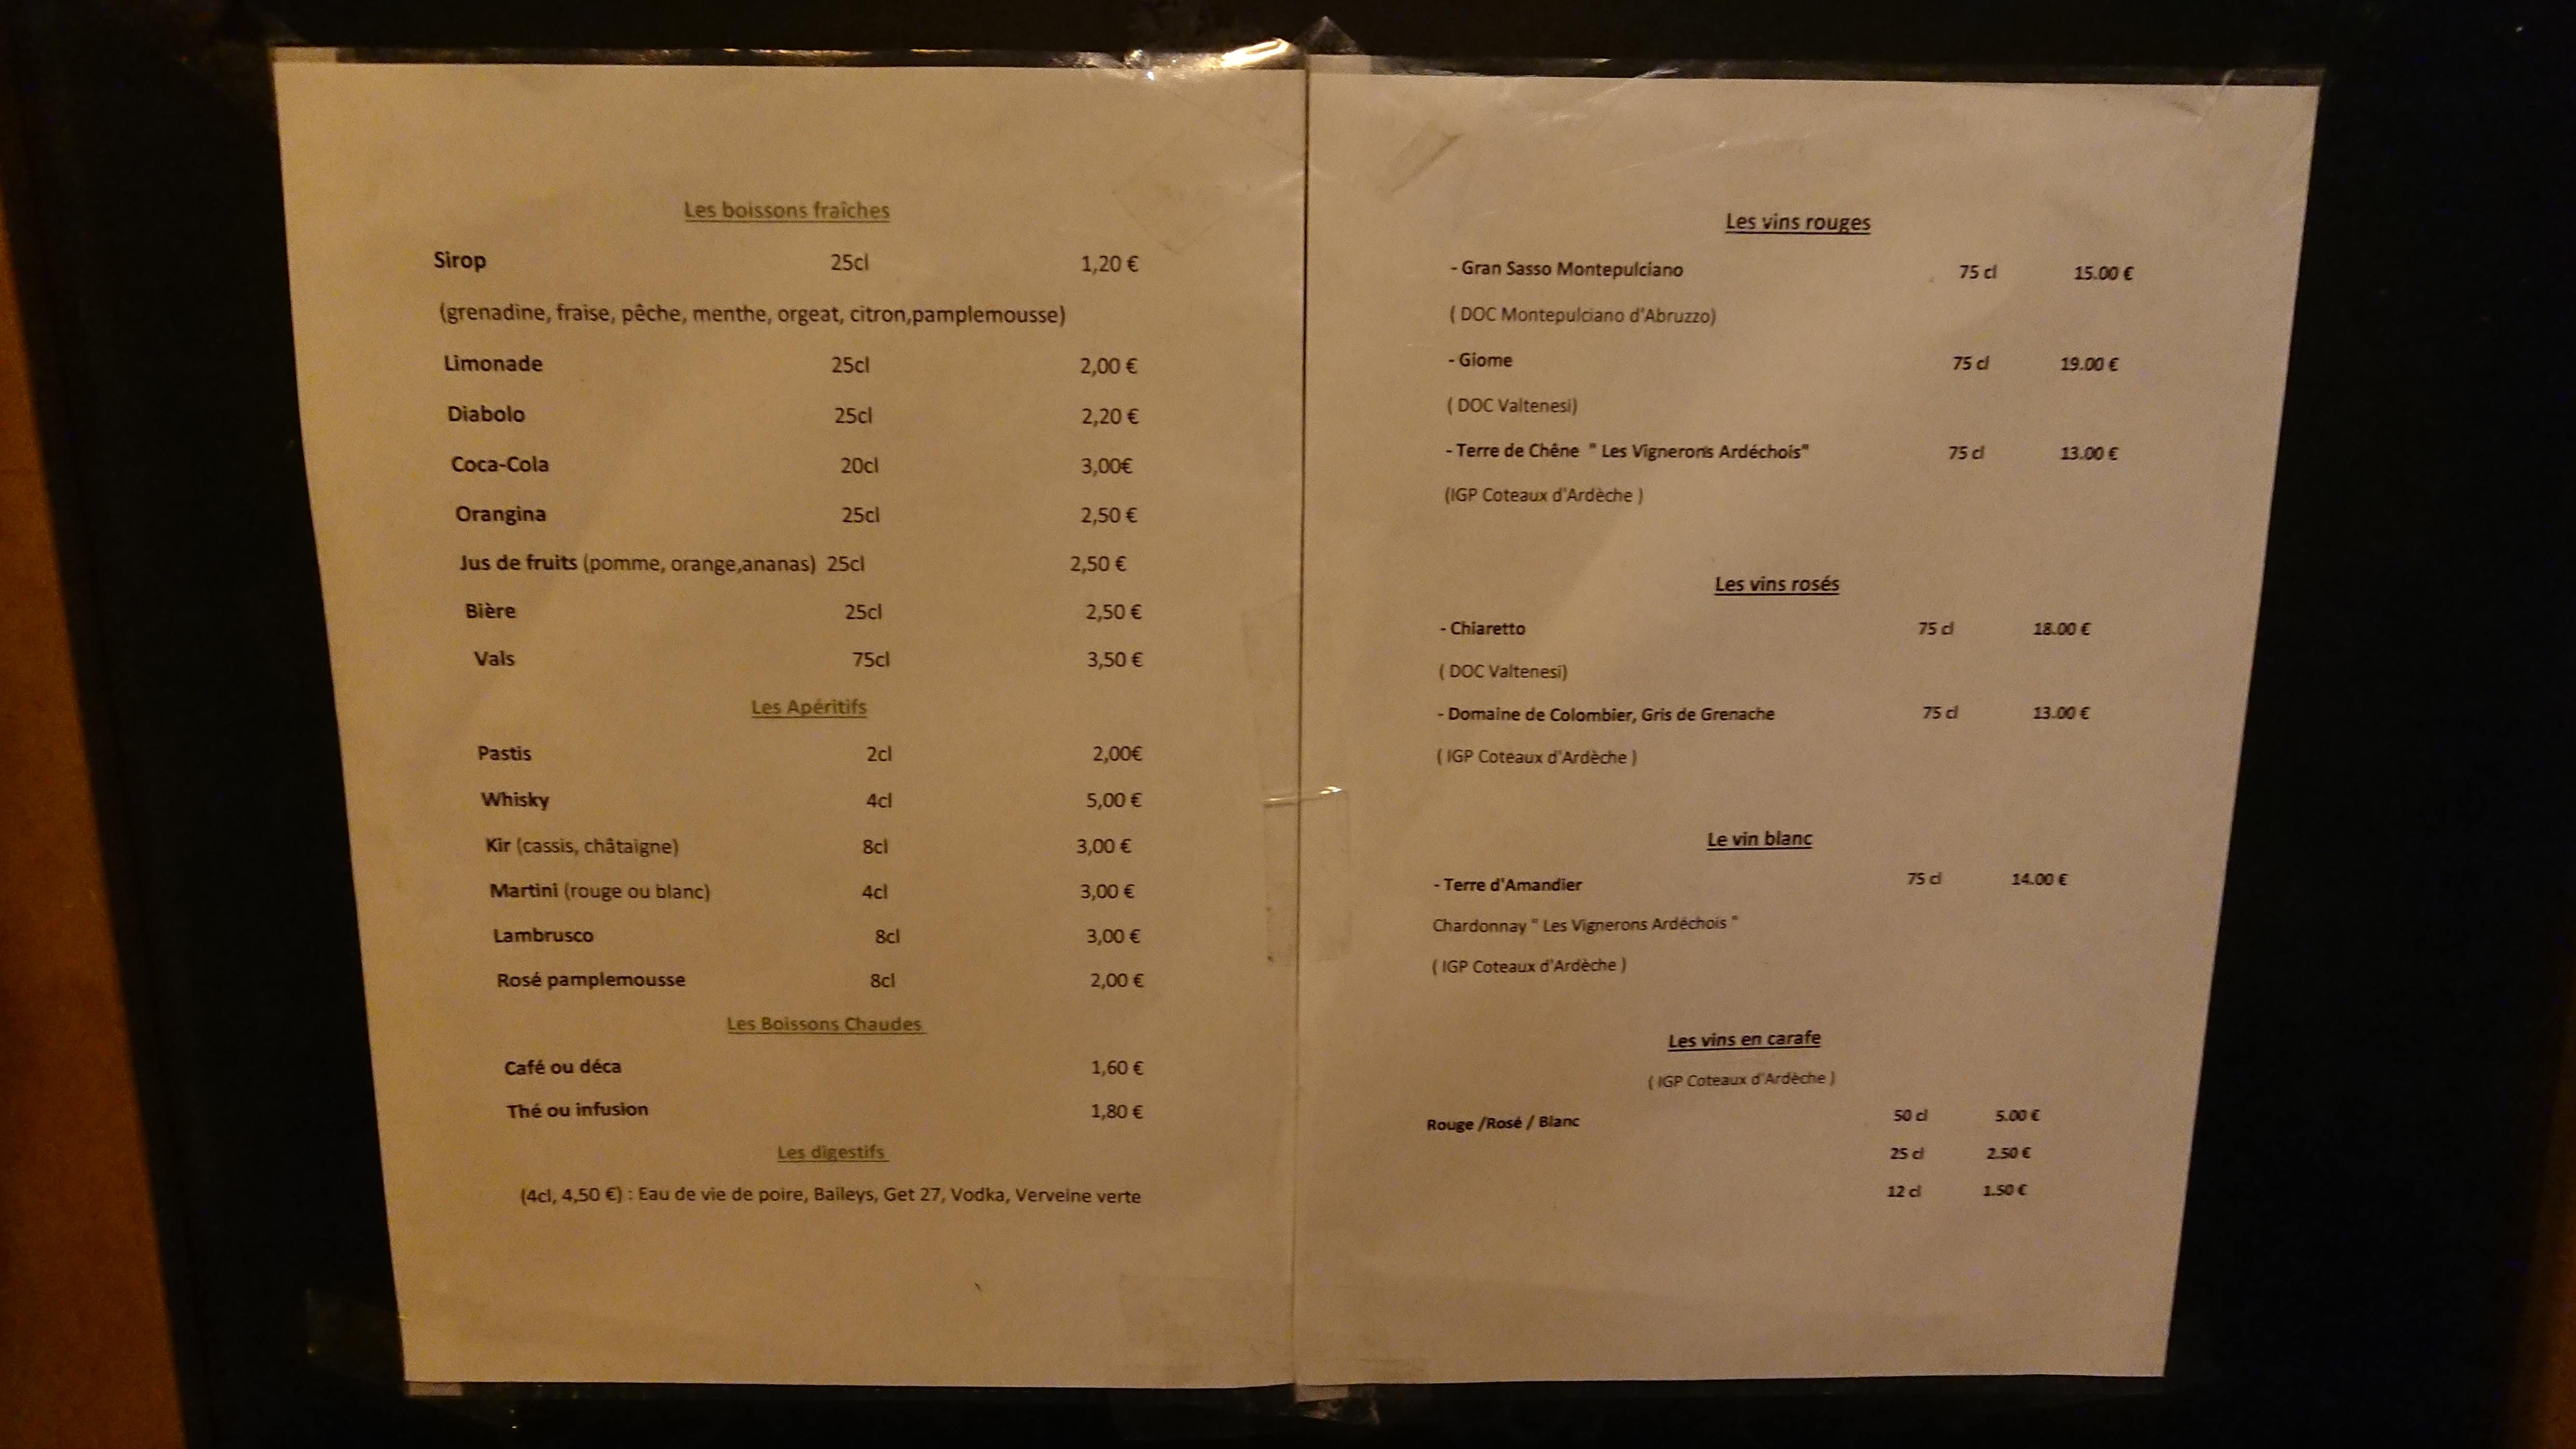 Les boissons fraîches
Sirop 25cl 1,20 €
(grenadine, fraise, pêche, menthe, orgeat, citron,pamplemousse)
Limonade 25cl 2,00 €
Diabolo 25cl 2,20 €
Coca-Cola 20cl 3,00€
Orangina 25cl 2,50 €
Jus de fruits (pomme, orange,ananas) 25cl 2,50 €
Bière 25cl 2,50 €
Vals 75cl 3,50 €
Les Apéritifs
Pastis 2cl 2,00€
Whisky 4cl 5,00 €
Kir (cassis, châtaigne) 8cl 3,00 €
Martini (rouge ou blanc) 4cl 3,00 €
Lambrusco 8cl 3,00 €
Rosé pamplemousse 8cl 2,00 €
Les Boissons Chaudes
Café ou déca 1,60 €
Thé ou infusion 1,80 €
Les digestifs
(4cl, 4,50 €) : Eau de vie de poire, Baileys, Get 27, Vodka, Verveine verte
Les vins rouges
- Gran Sasso Montepulciano 75 cl 15.00 €
( DOC Montepulciano d'Abruzzo)
- Giome 75 cl 19.00 €
( DOC Valtenesi)
- Terre de Chêne " Les Vignerons Ardéchois" 75 cl 13.00 €
(IGP Coteaux d'Ardèche )
Les vins rosés
- Chiaretto 75 cl 18.00 €
( DOC Valtenesi)
- Domaine de Colombier, Gris de Grenache 75 cl 13.00 €
( IGP Coteaux d'Ardèche )
Le vin blanc
- Terre d'Amandier 75 cl 14.00 €
Chardonnay " Les Vignerons Ardéchois "
( IGP Coteaux d'Ardèche )
Les vins en carafe
( IGP Coteaux d'Ardèche )
Rouge /Rosé / Blanc 50 cl 5.00 €
25 cl 2.50 €
12 cl 1.50 €